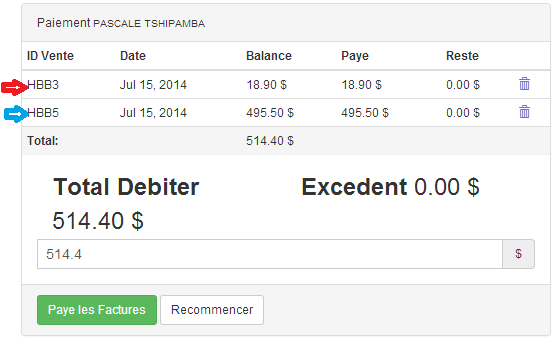 Paiement PASCALE TSHIPAMBA
ID Vente Date Balance Paye Reste
HBB3 Jul 15, 2014 18.90 $ 18.90 $ 0.00 $
HBB5 Jul 15, 2014 495.50 $ 495.50 $ 0.00 $
Total: 514.40 $
Total Debiter Excedent 0.00 $
514.40 $
514.4 $
Paye les Factures Recommencer